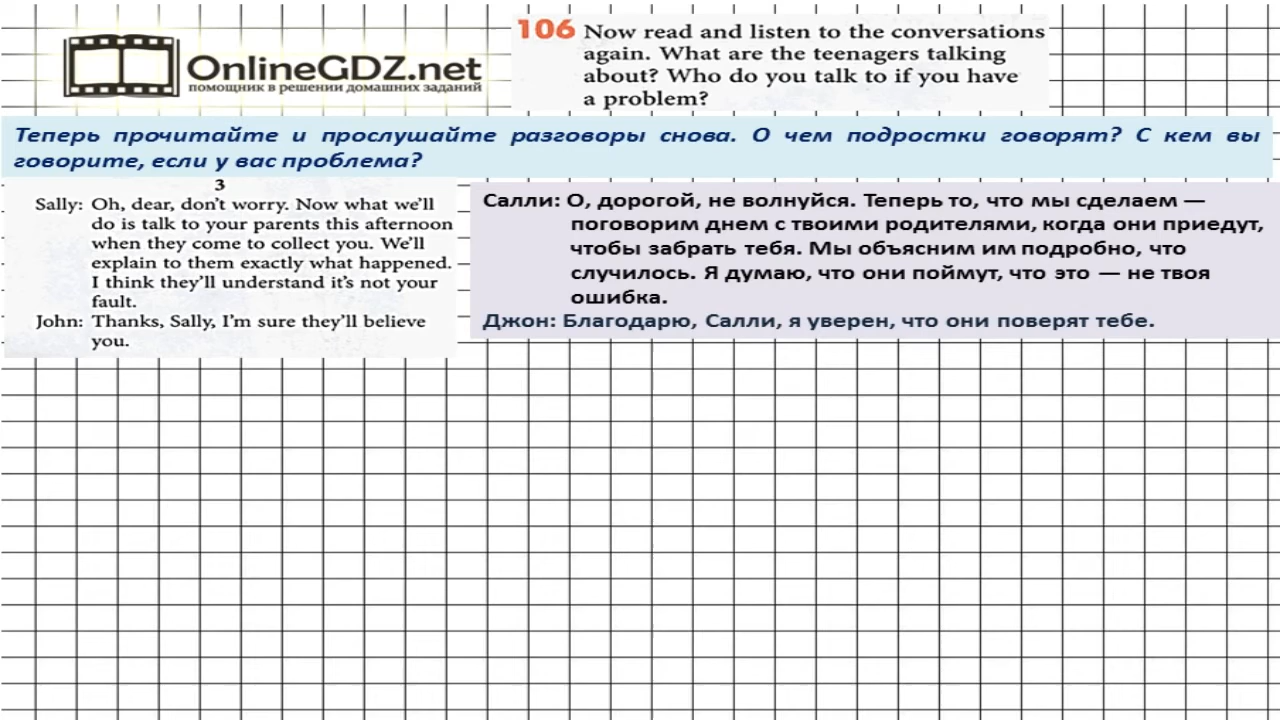 OnlineGDZ.net
помощник в решении домашних заданий
106 Now read and listen to the conversations
again. What are the teenagers talking
about? Who do you talk to if you have
a problem?
Теперь прочитайте и прослушайте разговоры снова. О чем подростки говорят? С кем вы
говорите, если у вас проблема?
3
Sally: Oh, dear, don't worry. Now what we'll
do is talk to your parents this afternoon
when they come to collect you. We'll
explain to them exactly what happened.
I think they'll understand it's not your
fault.
John: Thanks, Sally, I'm sure they'll believe
you.
Салли: О, дорогой, не волнуйся. Теперь то, что мы сделаем —
поговорим днем с твоими родителями, когда они приедут,
чтобы забрать тебя. Мы объясним им подробно, что
случилось. Я думаю, что они поймут, что это — не твоя
ошибка.
Джон: Благодарю, Салли, я уверен, что они поверят тебе.